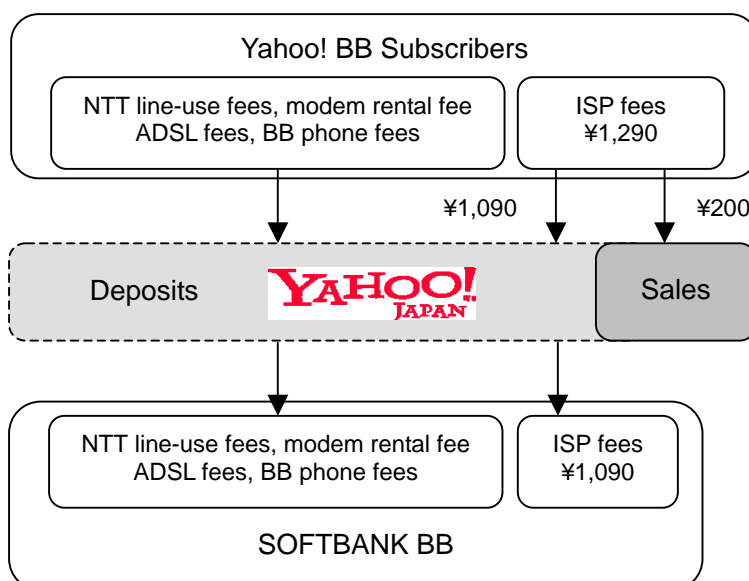 Yahoo! BB Subscribers
NTT line-use fees, modem rental fee
ADSL fees, BB phone fees
ISP fees
¥1,290
¥1,090
¥200
Deposits
YAHOO!
JAPAN
Sales
NTT line-use fees, modem rental fee
ADSL fees, BB phone fees
ISP fees
¥1,090
SOFTBANK BB